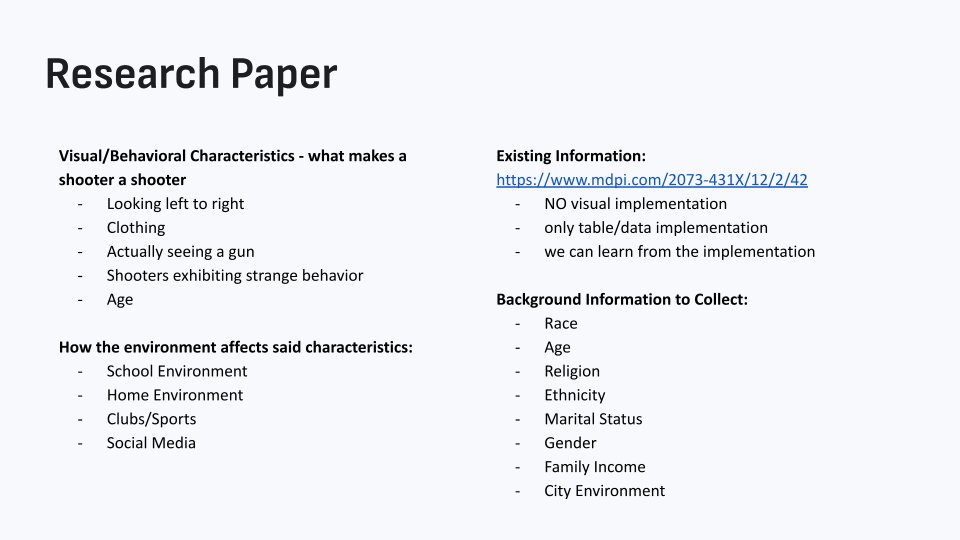 Research Paper
Visual/Behavioral Characteristics - what makes a
shooter a shooter
- Looking left to right
- Clothing
- Actually seeing a gun
- Shooters exhibiting strange behavior
- Age
How the environment affects said characteristics:
- School Environment
- Home Environment
- Clubs/Sports
- Social Media
Existing Information:
https://www.mdpi.com/2073-431X/12/2/42
- NO visual implementation
- only table/data implementation
- we can learn from the implementation
Background Information to Collect:
- Race
- Age
- Religion
- Ethnicity
- Marital Status
- Gender
- Family Income
- City Environment